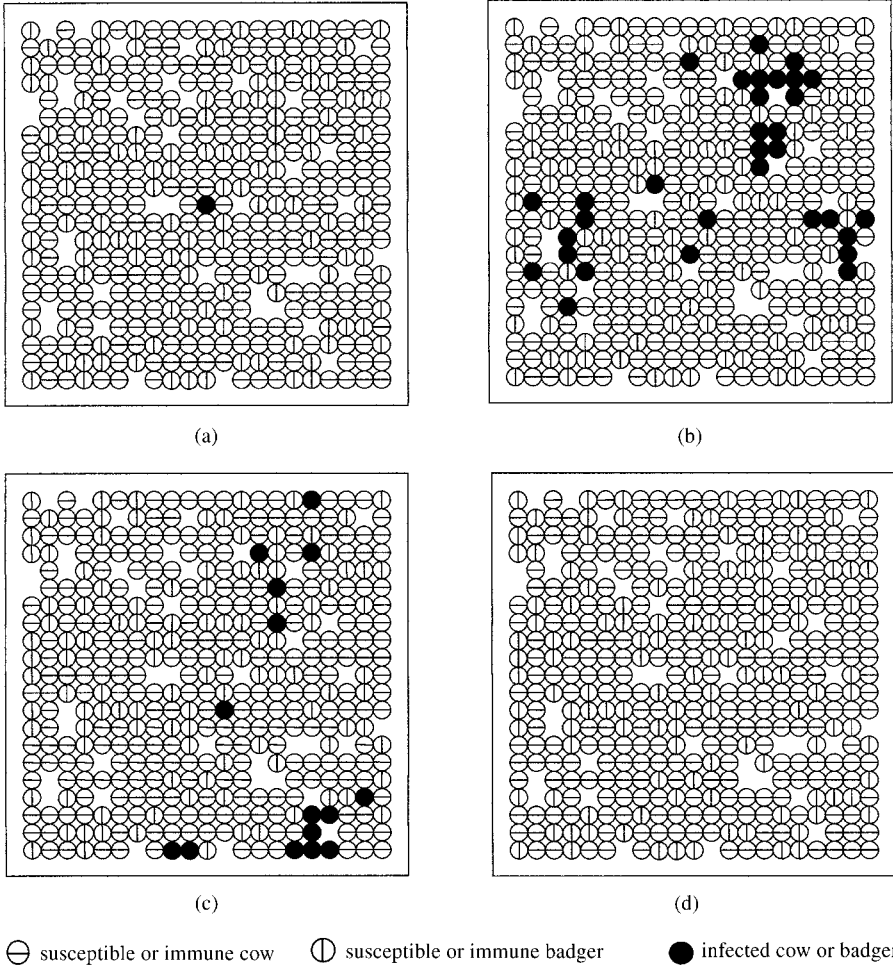 (a) (b)
(c) (d)
susceptible or immune cow susceptible or immune badger infected cow or badger